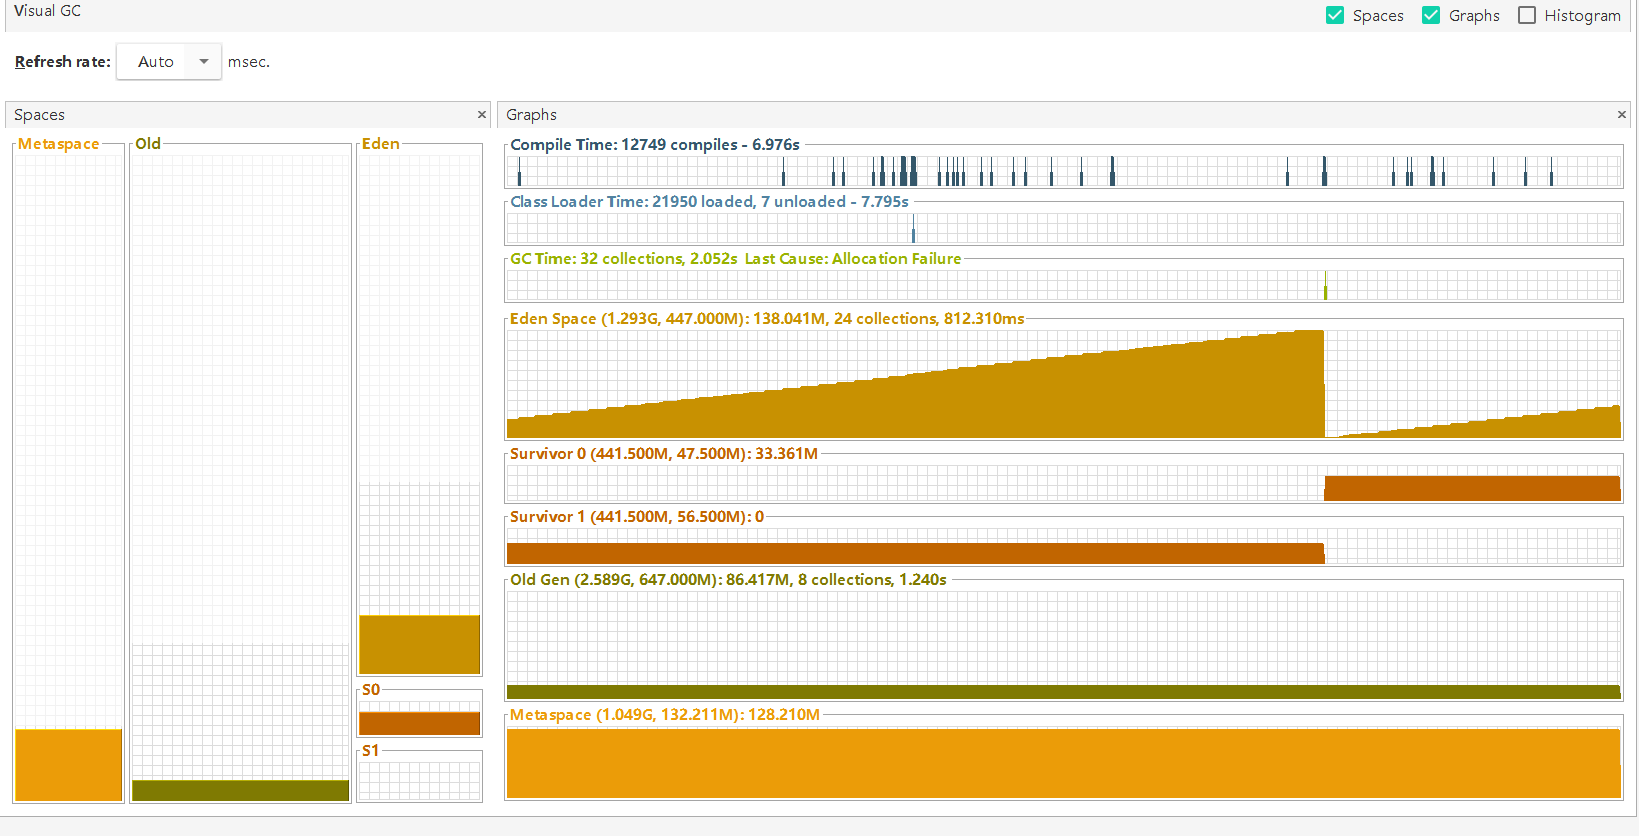 Visual GC
Spaces Graphs Histogram
Refresh rate: Auto msec.
Spaces ×
Graphs ×
Metaspace
Old
Eden
S0
S1
Compile Time: 12749 compiles - 6.976s
Class Loader Time: 21950 loaded, 7 unloaded - 7.795s
GC Time: 32 collections, 2.052s Last Cause: Allocation Failure
Eden Space (1.293G, 447.000M): 138.041M, 24 collections, 812.310ms
Survivor 0 (441.500M, 47.500M): 33.361M
Survivor 1 (441.500M, 56.500M): 0
Old Gen (2.589G, 647.000M): 86.417M, 8 collections, 1.240s
Metaspace (1.049G, 132.211M): 128.210M